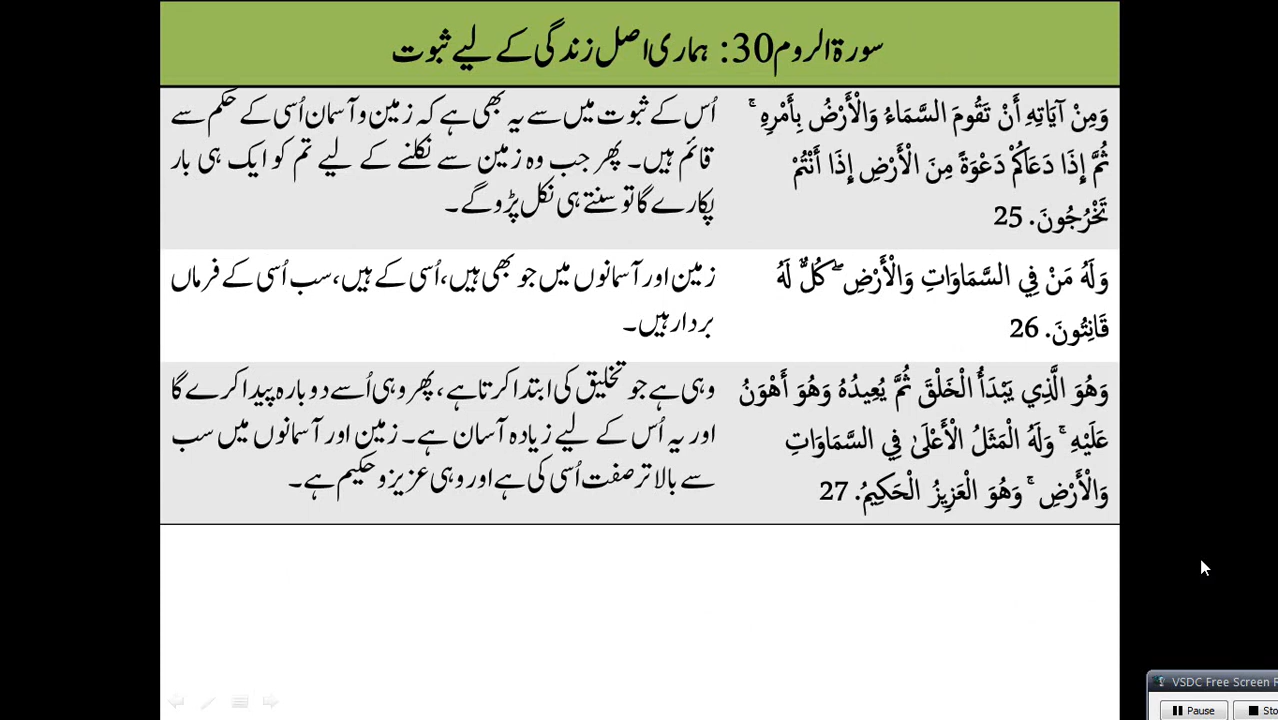 سورۃ الروم 30: ہماری اصل زندگی کے لیے ثبوت
وَمِنْ آيَاتِهِ أَنْ تَقُومَ السَّمَاءُ وَالْأَرْضُ بِأَمْرِهِ ۚ
ثُمَّ إِذَا دَعَاكُمْ دَعْوَةً مِنَ الْأَرْضِ إِذَا أَنْتُمْ
تَخْرُجُونَ. 25
اُس کے ثبوت میں سے یہ بھی ہے کہ زمین و آسمان اُسی کے حکم سے
قائم ہیں۔ پھر جب وہ زمین سے نکلنے کے لیے تم کو ایک ہی بار
پکارے گا تو سنتے ہی نکل پڑو گے۔
وَلَهُ مَنْ فِي السَّمَاوَاتِ وَالْأَرْضِ ۖ كُلٌّ لَهُ
قَانِتُونَ. 26
زمین اور آسمانوں میں جو بھی ہیں، اُسی کے ہیں، سب اُسی کے فرماں
بردار ہیں۔
وَهُوَ الَّذِي يَبْدَأُ الْخَلْقَ ثُمَّ يُعِيدُهُ وَهُوَ أَهْوَنُ
عَلَيْهِ ۚ وَلَهُ الْمَثَلُ الْأَعْلَىٰ فِي السَّمَاوَاتِ
وَالْأَرْضِ ۚ وَهُوَ الْعَزِيزُ الْحَكِيمُ. 27
وہی ہے جو تخلیق کی ابتدا کرتا ہے، پھر وہی اُسے دوبارہ پیدا کرے گا
اور یہ اُس کے لیے زیادہ آسان ہے۔ زمین اور آسمانوں میں سب
سے بالا تر صفت اُسی کی ہے اور وہی عزیز و حکیم ہے۔
VSDC Free Screen R
Pause
Sto